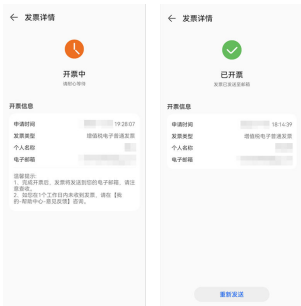 发票详情
开票中
请耐心等待
开票信息
申请时间 19:28:07
发票类型 增值税电子普通发票
个人名称
电子邮箱
温馨提示:
1、完成开票后,发票将发送到您的电子邮箱,请注
意查收。
2、如您在1个工作日内未收到发票,请在【我
的-帮助中心-意见反馈】咨询。
发票详情
已开票
发票已发送至邮箱
开票信息
申请时间 18:14:39
发票类型 增值税电子普通发票
个人名称
电子邮箱
重新发送